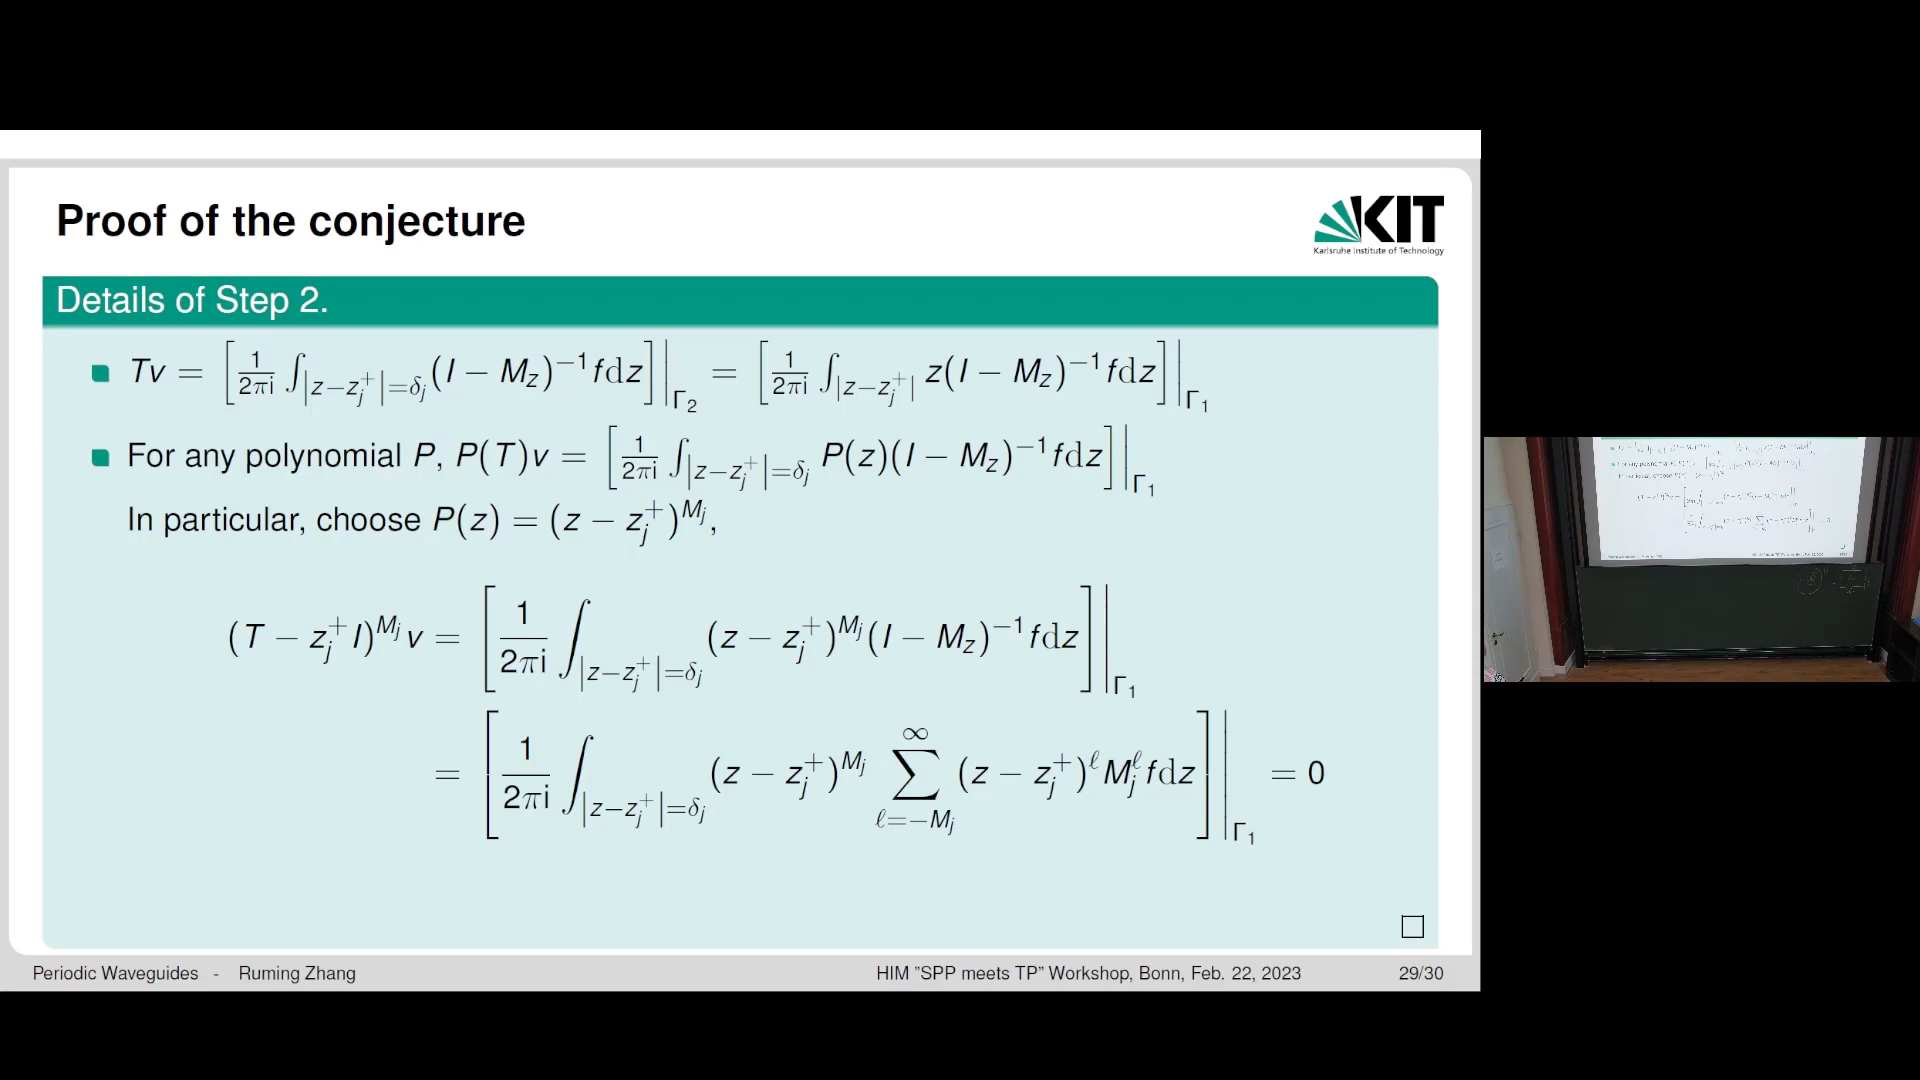 Proof of the conjecture
KIT
Karlsruhe Institute of Technology
Details of Step 2.
Tv = [1/2πi ∫_{|z−z_j^+|=δ_j} (I − M_z)^{−1} f dz]|_{Γ_2} = [1/2πi ∫_{|z−z_j^+|} z(I − M_z)^{−1} f dz]|_{Γ_1}
For any polynomial P, P(T)v = [1/2πi ∫_{|z−z_j^+|=δ_j} P(z)(I − M_z)^{−1} f dz]|_{Γ_1}
In particular, choose P(z) = (z − z_j^+)^{M_j},
(T − z_j^+ I)^{M_j} v = [1/2πi ∫_{|z−z_j^+|=δ_j} (z − z_j^+)^{M_j} (I − M_z)^{−1} f dz]|_{Γ_1}
= [1/2πi ∫_{|z−z_j^+|=δ_j} (z − z_j^+)^{M_j} ∑_{ℓ=−M_j}^{∞} (z − z_j^+)^ℓ M_j^ℓ f dz]|_{Γ_1} = 0
□
Periodic Waveguides - Ruming Zhang
HIM "SPP meets TP" Workshop, Bonn, Feb. 22, 2023
29/30